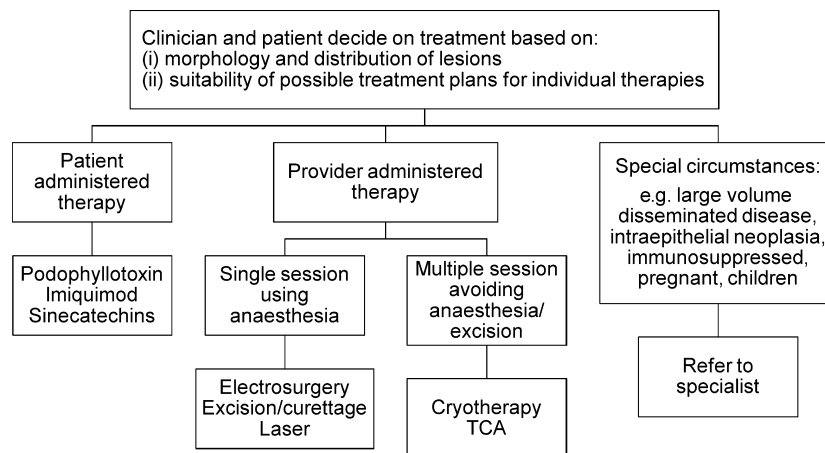 Clinician and patient decide on treatment based on:
(i) morphology and distribution of lesions
(ii) suitability of possible treatment plans for individual therapies
Patient
administered
therapy
Provider administered
therapy
Special circumstances:
e.g. large volume
disseminated disease,
intraepithelial neoplasia,
immunosuppressed,
pregnant, children
Podophyllotoxin
Imiquimod
Sinecatechins
Single session
using
anaesthesia
Multiple session
avoiding
anaesthesia/
excision
Refer to
specialist
Electrosurgery
Excision/curettage
Laser
Cryotherapy
TCA